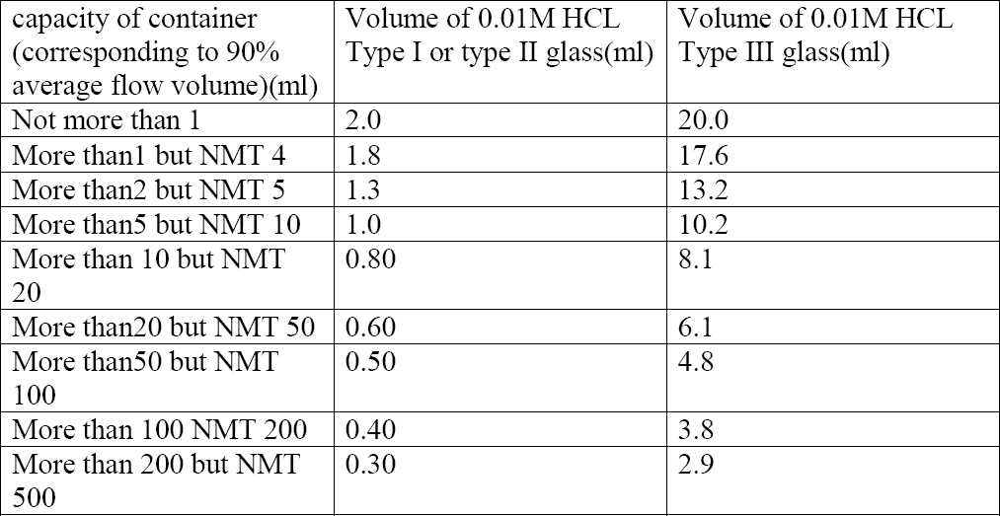 capacity of container Volume of 0.01M HCL Volume of 0.01M HCL
(corresponding to 90% Type I or type II glass(ml) Type III glass(ml)
average flow volume)(ml)
Not more than 1 2.0 20.0
More than1 but NMT 4 1.8 17.6
More than2 but NMT 5 1.3 13.2
More than5 but NMT 10 1.0 10.2
More than 10 but NMT 0.80 8.1
20
More than20 but NMT 50 0.60 6.1
More than50 but NMT 0.50 4.8
100
More than 100 NMT 200 0.40 3.8
More than 200 but NMT 0.30 2.9
500